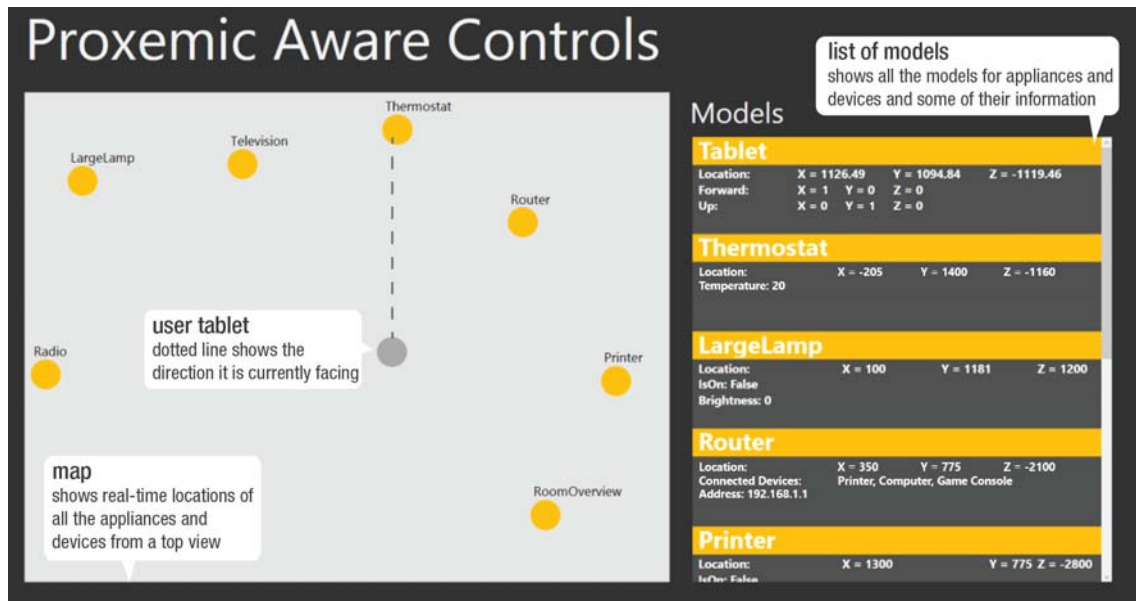 Proxemic Aware Controls
list of models
shows all the models for appliances and
devices and some of their information
Thermostat
Television
LargeLamp
Router
user tablet
dotted line shows the
direction it is currently facing
Radio
Printer
map
shows real-time locations of
all the appliances and
devices from a top view
RoomOverview
Models
Tablet
Location: X = 1126.49 Y = 1094.84 Z = -1119.46
Forward: X = 1 Y = 0 Z = 0
Up: X = 0 Y = 1 Z = 0
Thermostat
Location: X = -205 Y = 1400 Z = -1160
Temperature: 20
LargeLamp
Location: X = 100 Y = 1181 Z = 1200
IsOn: False
Brightness: 0
Router
Location: X = 350 Y = 775 Z = -2100
Connected Devices: Printer, Computer, Game Console
Address: 192.168.1.1
Printer
Location: X = 1300 Y = 775 Z = -2800
IsOn: False